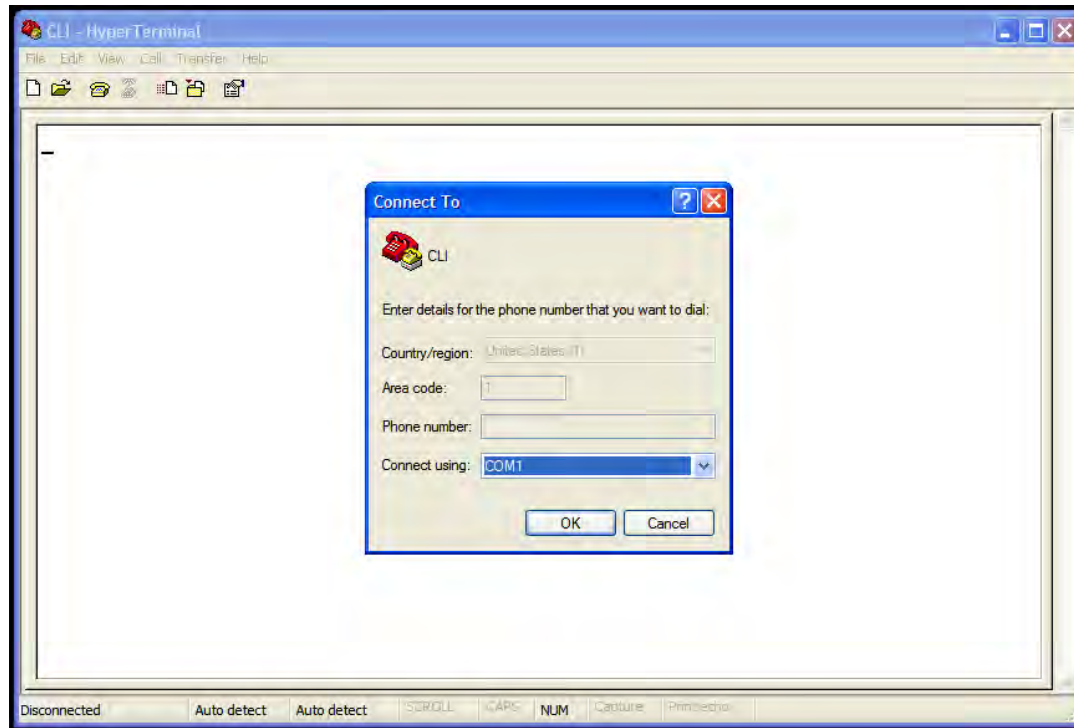 CLI - HyperTerminal
File Edit View Call Transfer Help
Connect To
CLI
Enter details for the phone number that you want to dial:
Country/region: United States (1)
Area code: 1
Phone number:
Connect using: COM1
OK Cancel
Disconnected Auto detect Auto detect SCROLL CAPS NUM Capture Print echo